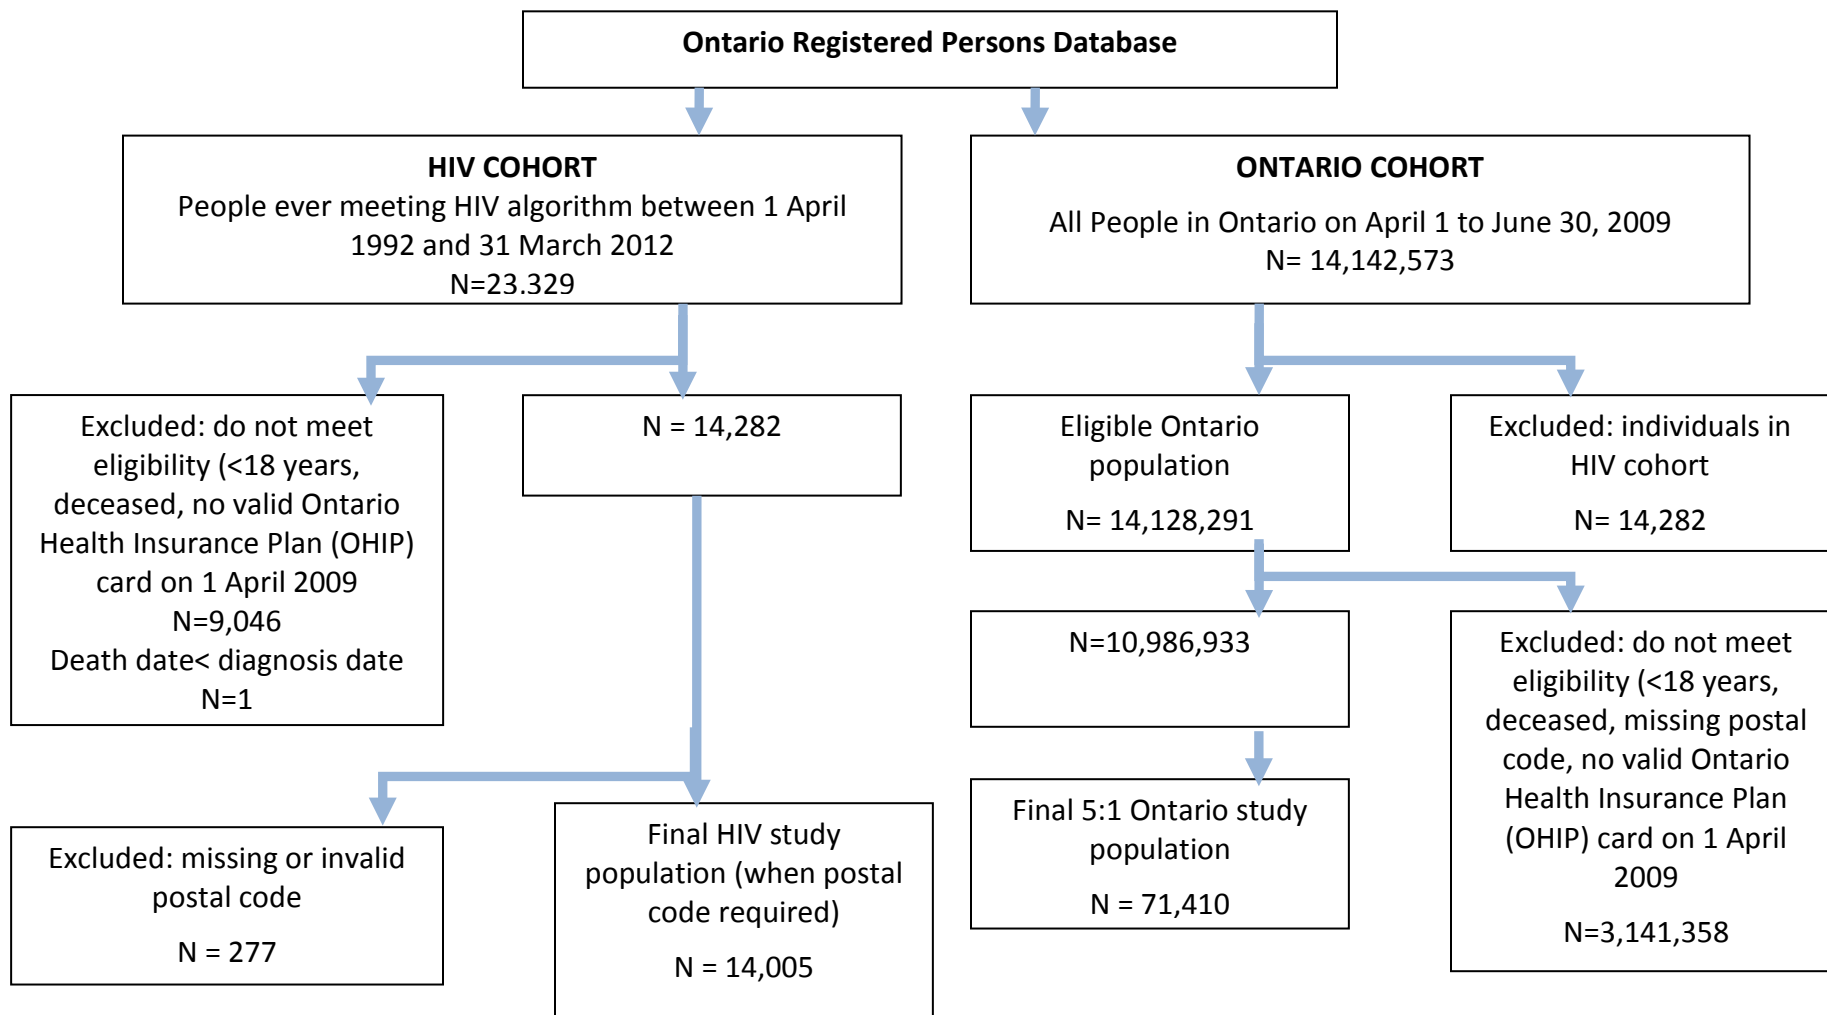 Ontario Registered Persons Database
HIV COHORT
People ever meeting HIV algorithm between 1 April
1992 and 31 March 2012
N=23.329
ONTARIO COHORT
All People in Ontario on April 1 to June 30, 2009
N= 14,142,573
Excluded: do not meet
eligibility (<18 years,
deceased, no valid Ontario
Health Insurance Plan (OHIP)
card on 1 April 2009
N=9,046
Death date< diagnosis date
N=1
N = 14,282
Eligible Ontario
population
N= 14,128,291
Excluded: individuals in
HIV cohort
N = 14,282
N=10,986,933
Excluded: do not meet
eligibility (<18 years,
deceased, missing postal
code, no valid Ontario
Health Insurance Plan
(OHIP) card on 1 April
2009
N=3,141,358
Excluded: missing or invalid
postal code
N = 277
Final HIV study
population (when postal
code required)
N = 14,005
Final 5:1 Ontario study
population
N = 71,410